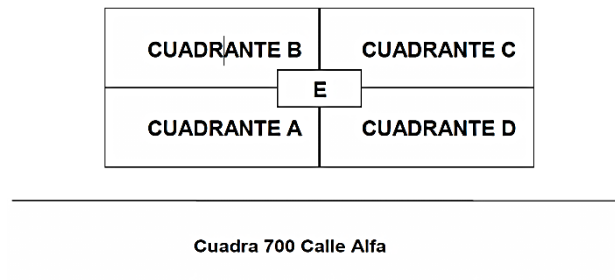 CUADRANTE B
CUADRANTE C
E
CUADRANTE A
CUADRANTE D
Cuadra 700 Calle Alfa